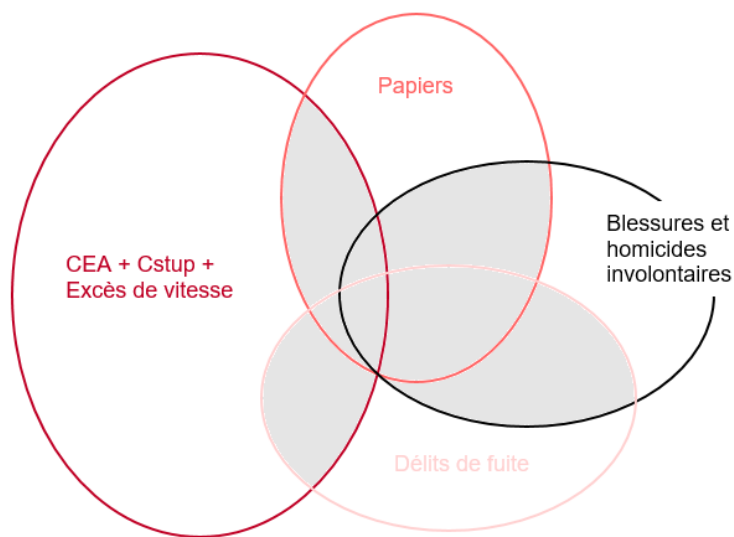 Papiers
Blessures et
homicides
involontaires
CEA + Cstup +
Excès de vitesse
Délits de fuite